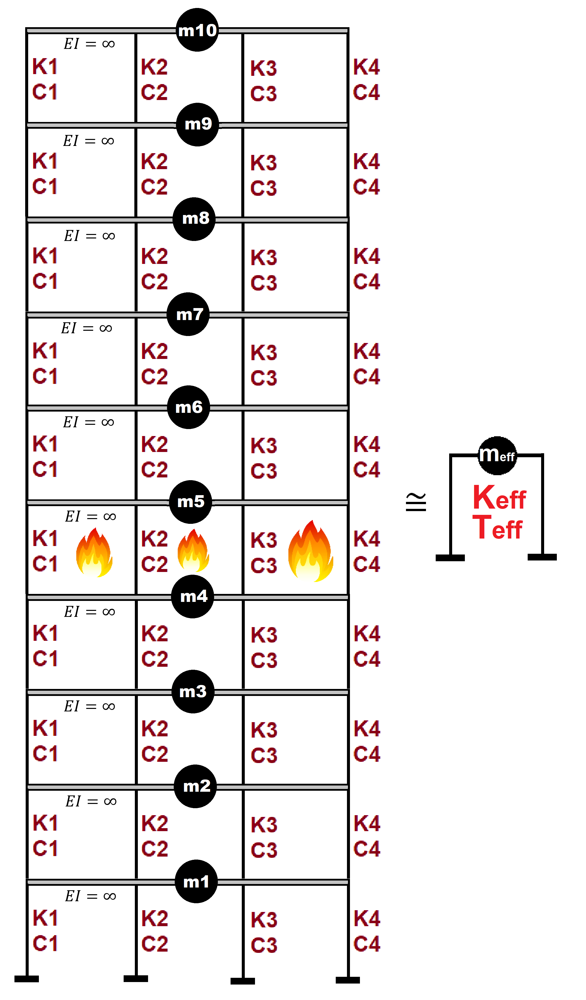 m10
EI = ∞
K1 K2 K3 K4
C1 C2 C3 C4
m9
EI = ∞
K1 K2 K3 K4
C1 C2 C3 C4
m8
EI = ∞
K1 K2 K3 K4
C1 C2 C3 C4
m7
EI = ∞
K1 K2 K3 K4
C1 C2 C3 C4
m6
EI = ∞
K1 K2 K3 K4
C1 C2 C3 C4
m5
EI = ∞
K1 K2 K3 K4
C1 C2 C3 C4
m4
EI = ∞
K1 K2 K3 K4
C1 C2 C3 C4
m3
EI = ∞
K1 K2 K3 K4
C1 C2 C3 C4
m2
EI = ∞
K1 K2 K3 K4
C1 C2 C3 C4
m1
EI = ∞
K1 K2 K3 K4
C1 C2 C3 C4
≅
meff
Keff
Teff